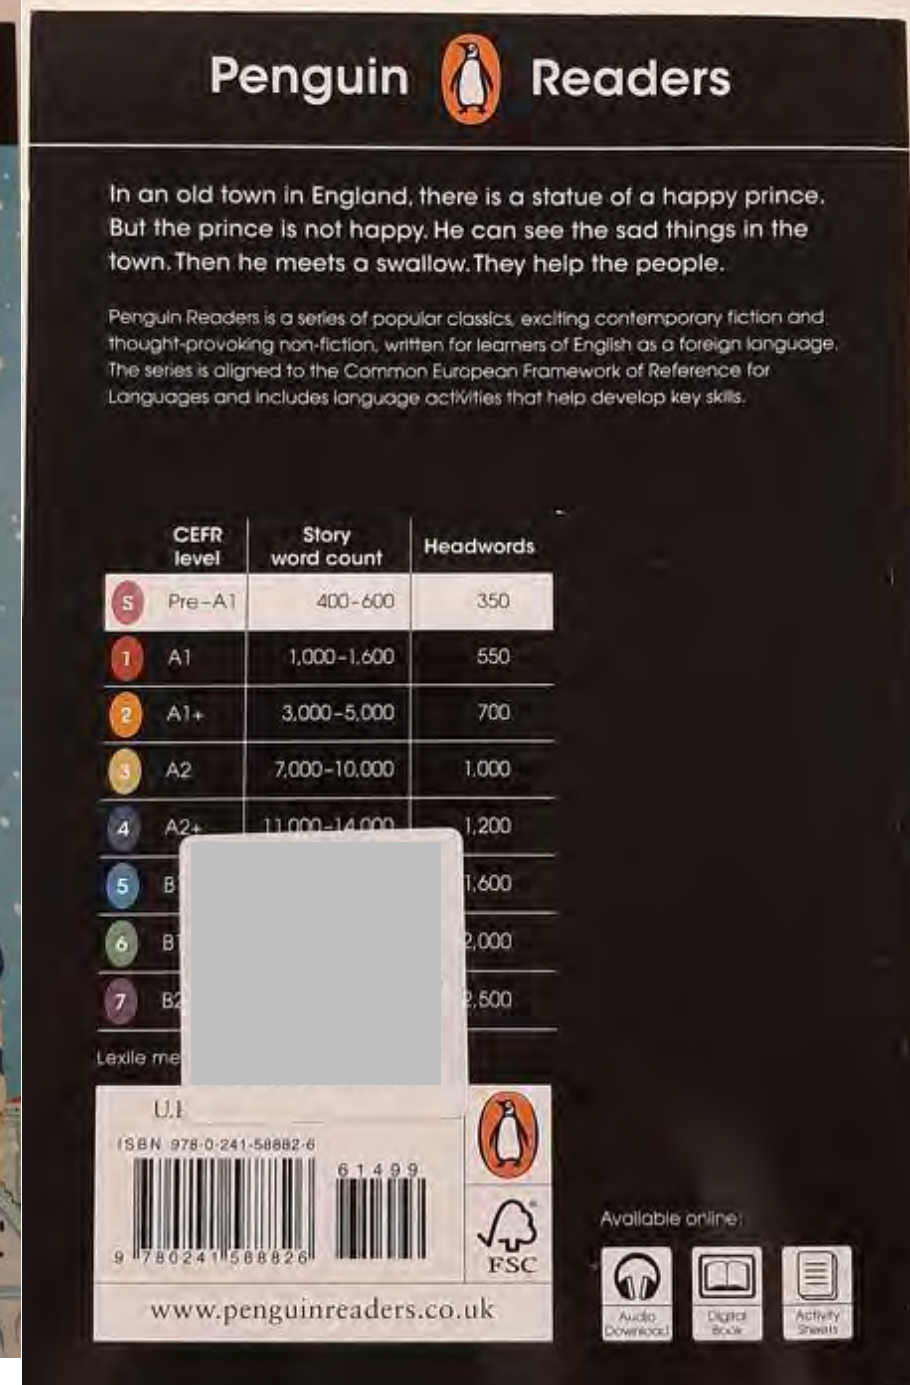 Penguin Readers
In an old town in England, there is a statue of a happy prince.
But the prince is not happy. He can see the sad things in the
town. Then he meets a swallow. They help the people.
Penguin Readers is a series of popular classics, exciting contemporary fiction and
thought-provoking non-fiction, written for learners of English as a foreign language.
The series is aligned to the Common European Framework of Reference for
Languages and includes language activities that help develop key skills.
CEFR level Story word count Headwords
S Pre-A1 400-600 350
1 A1 1,000-1,600 550
2 A1+ 3,000-5,000 700
3 A2 7,000-10,000 1,000
4 A2+ 11,000-14,000 1,200
5 1,600
6 2,000
7 2,500
Lexile
ISBN 978-0-241-58882-6
61499
9 780241 588826
FSC
www.penguinreaders.co.uk
Available online:
Audio Download
Digital Book
Activity Sheets